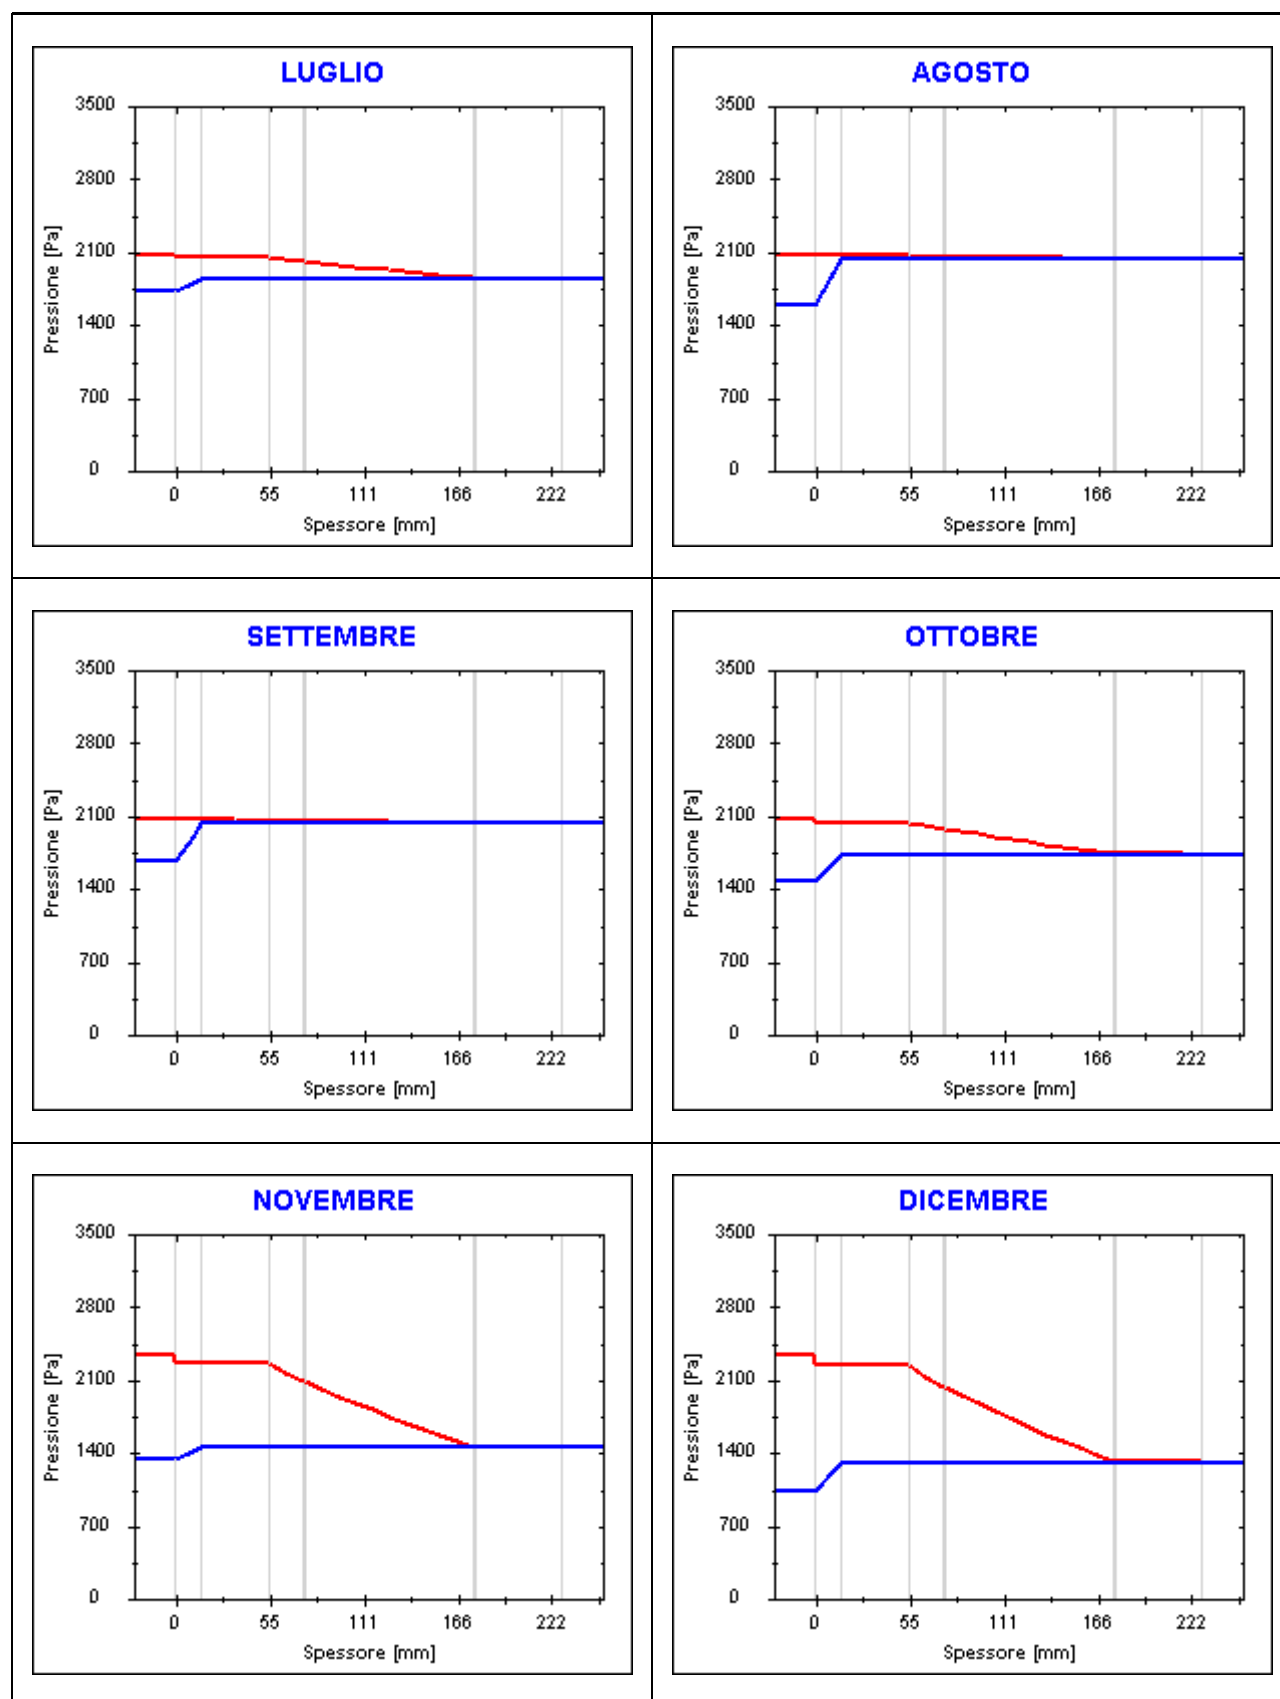 LUGLIO
3500
2800
2100
1400
700
0
Pressione [Pa]
0 55 111 166 222
Spessore [mm]
AGOSTO
3500
2800
2100
1400
700
0
Pressione [Pa]
0 55 111 166 222
Spessore [mm]
SETTEMBRE
3500
2800
2100
1400
700
0
Pressione [Pa]
0 55 111 166 222
Spessore [mm]
OTTOBRE
3500
2800
2100
1400
700
0
Pressione [Pa]
0 55 111 166 222
Spessore [mm]
NOVEMBRE
3500
2800
2100
1400
700
0
Pressione [Pa]
0 55 111 166 222
Spessore [mm]
DICEMBRE
3500
2800
2100
1400
700
0
Pressione [Pa]
0 55 111 166 222
Spessore [mm]